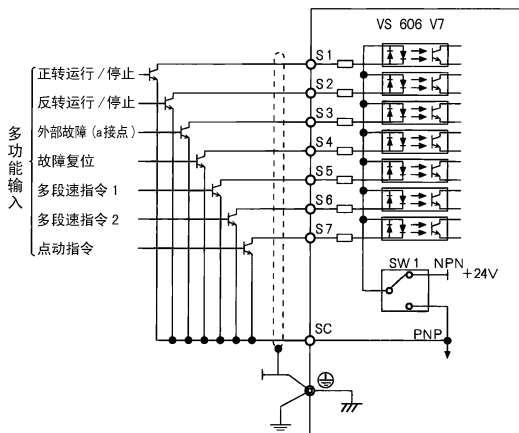 VS 606 V7
多功能输入
正转运行/停止
反转运行/停止
外部故障(a接点)
故障复位
多段速指令1
多段速指令2
点动指令
S1
S2
S3
S4
S5
S6
S7
SW1
NPN
+24V
SC
PNP